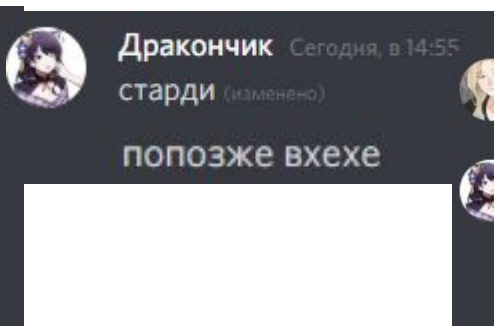 Дракончик Сегодня, в 14:55
старди (изменено)
попозже вхехе